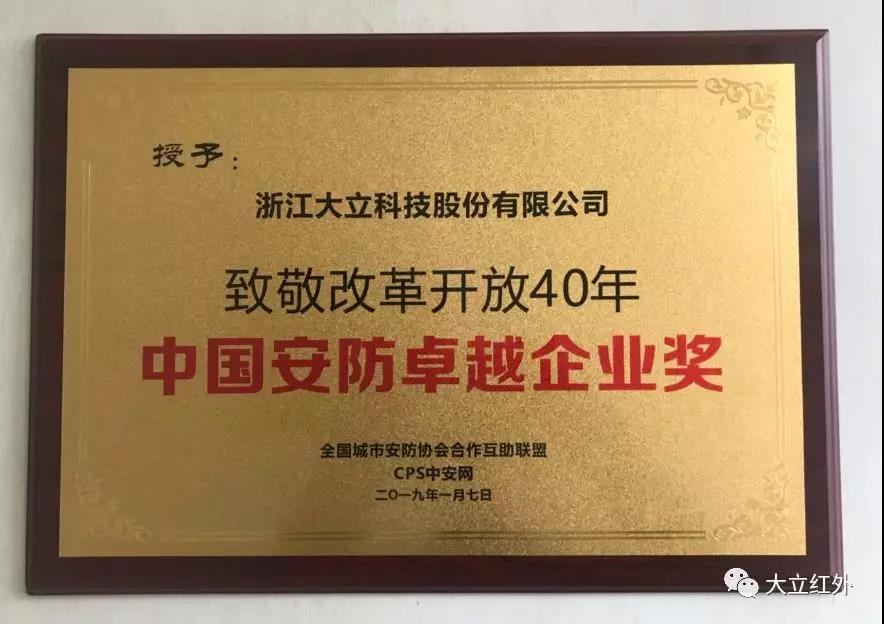 授予：
浙江大立科技股份有限公司
致敬改革开放40年
中国安防卓越企业奖
全国城市安防协会合作互助联盟
CPS中安网
二〇一九年一月七日
大立红外